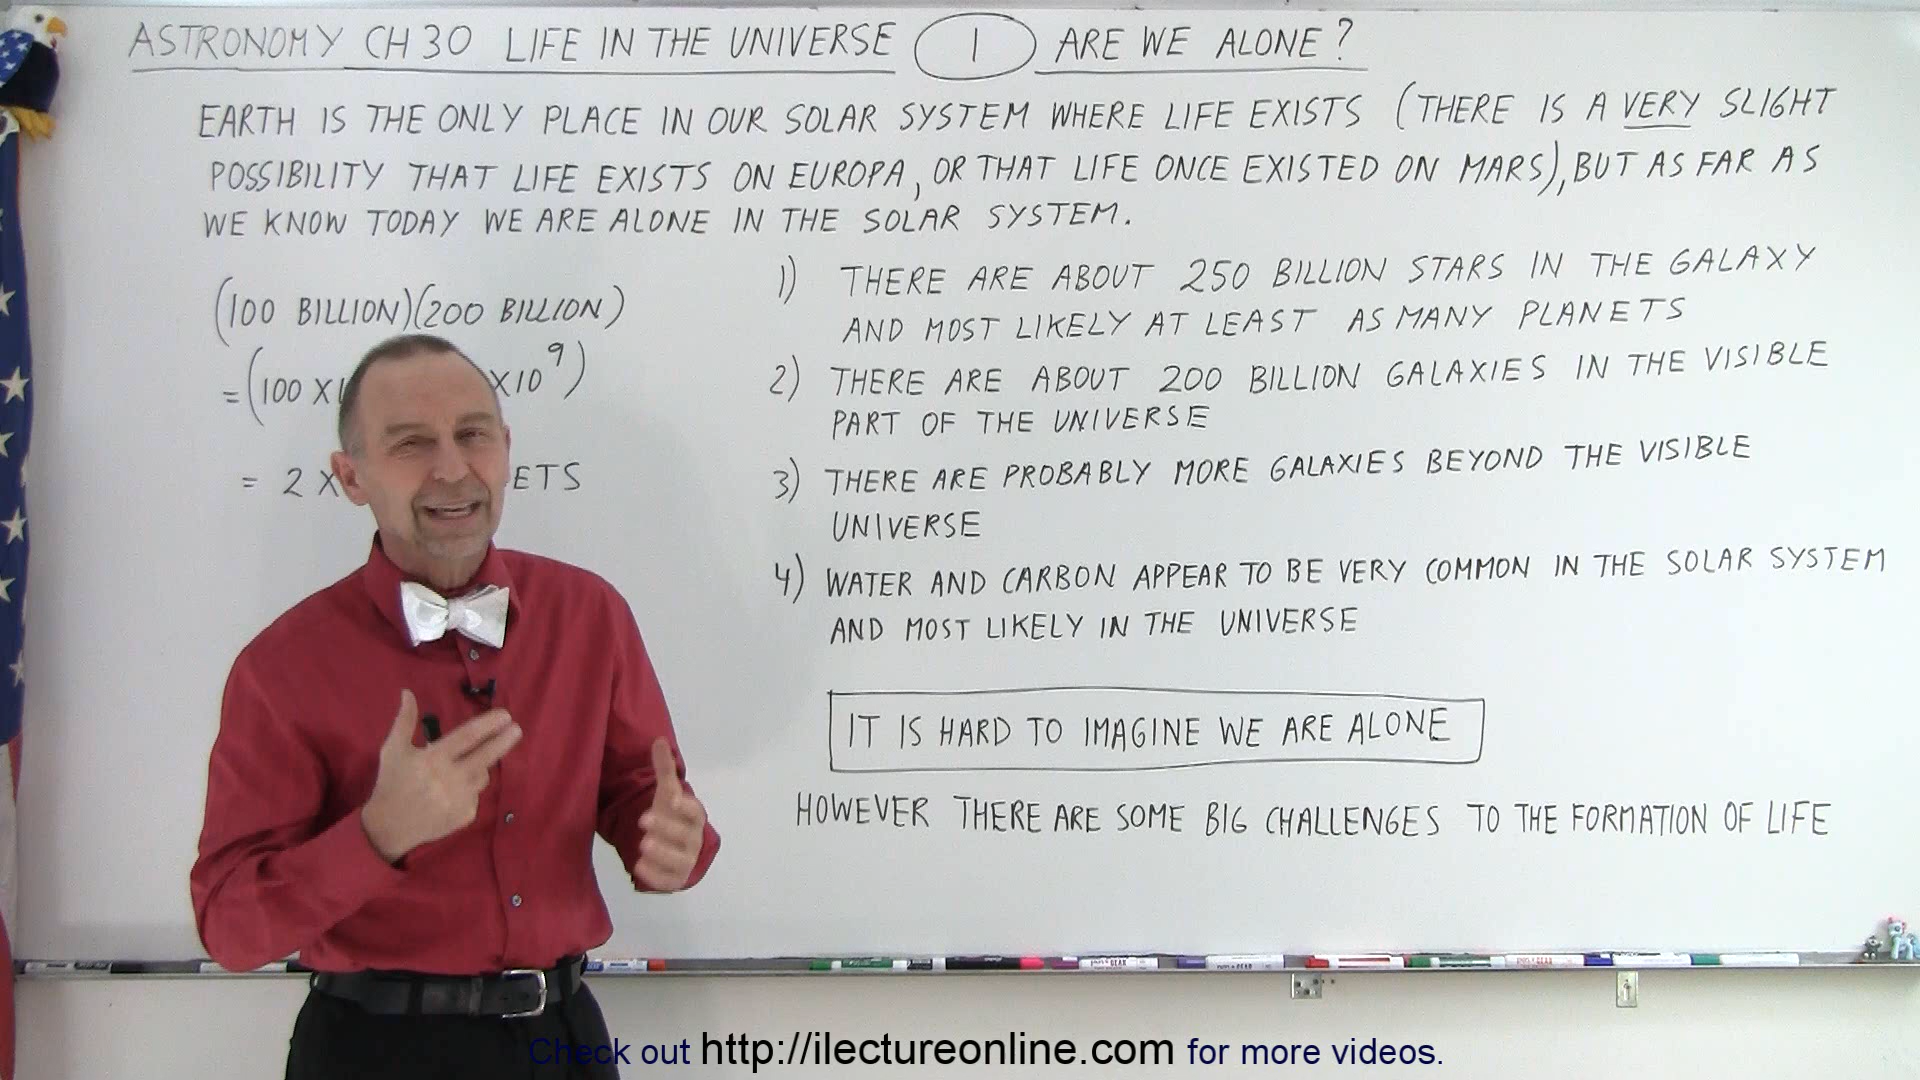 ASTRONOMY CH 30 LIFE IN THE UNIVERSE 1 ARE WE ALONE?
EARTH IS THE ONLY PLACE IN OUR SOLAR SYSTEM WHERE LIFE EXISTS (THERE IS A VERY SLIGHT
POSSIBILITY THAT LIFE EXISTS ON EUROPA, OR THAT LIFE ONCE EXISTED ON MARS), BUT AS FAR AS
WE KNOW TODAY WE ARE ALONE IN THE SOLAR SYSTEM.
(100 BILLION)(200 BILLION)
=(100 X1 X10⁹)
= 2 X ETS
1) THERE ARE ABOUT 250 BILLION STARS IN THE GALAXY
AND MOST LIKELY AT LEAST AS MANY PLANETS
2) THERE ARE ABOUT 200 BILLION GALAXIES IN THE VISIBLE
PART OF THE UNIVERSE
3) THERE ARE PROBABLY MORE GALAXIES BEYOND THE VISIBLE
UNIVERSE
4) WATER AND CARBON APPEAR TO BE VERY COMMON IN THE SOLAR SYSTEM
AND MOST LIKELY IN THE UNIVERSE
IT IS HARD TO IMAGINE WE ARE ALONE
HOWEVER THERE ARE SOME BIG CHALLENGES TO THE FORMATION OF LIFE
Check out http://ilectureonline.com for more videos.